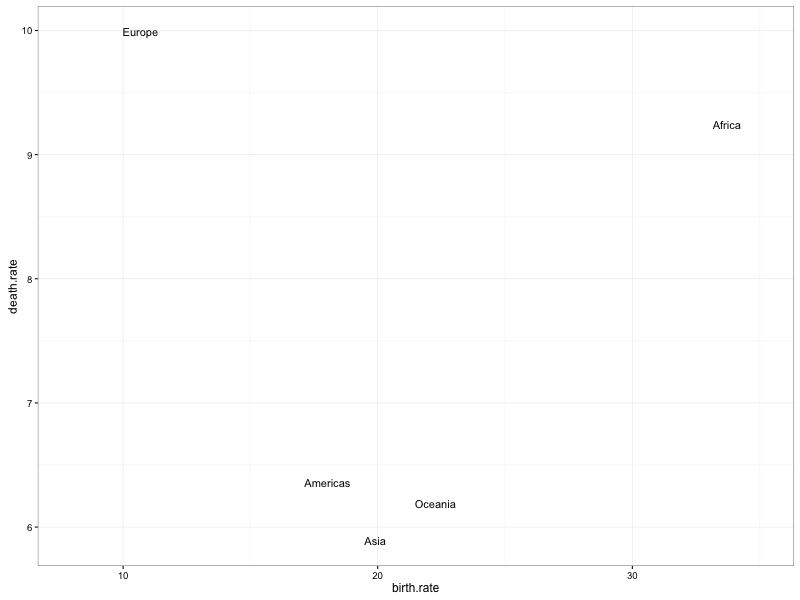 10
Europe
Africa
9
8
death.rate
7
Americas
Oceania
6
Asia
10
20
30
birth.rate